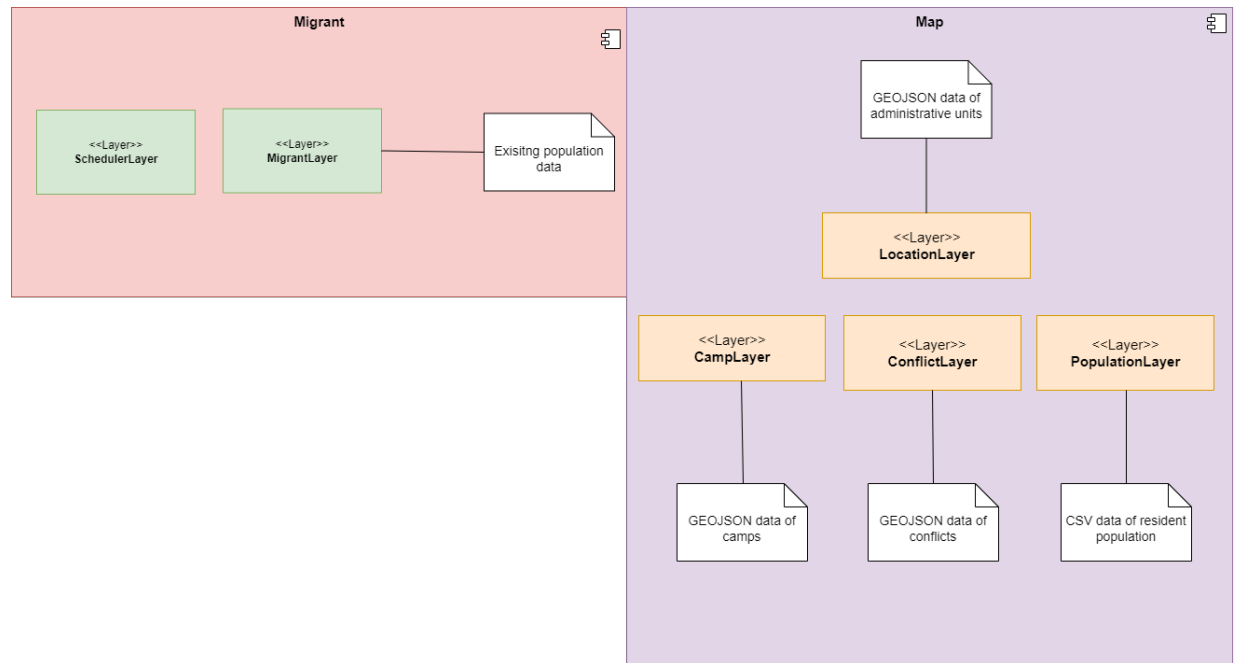 Migrant
<<Layer>>
SchedulerLayer
<<Layer>>
MigrantLayer
Exisitng population
data
Map
GEOJSON data of
administrative units
<<Layer>>
LocationLayer
<<Layer>>
CampLayer
<<Layer>>
ConflictLayer
<<Layer>>
PopulationLayer
GEOJSON data of
camps
GEOJSON data of
conflicts
CSV data of resident
population